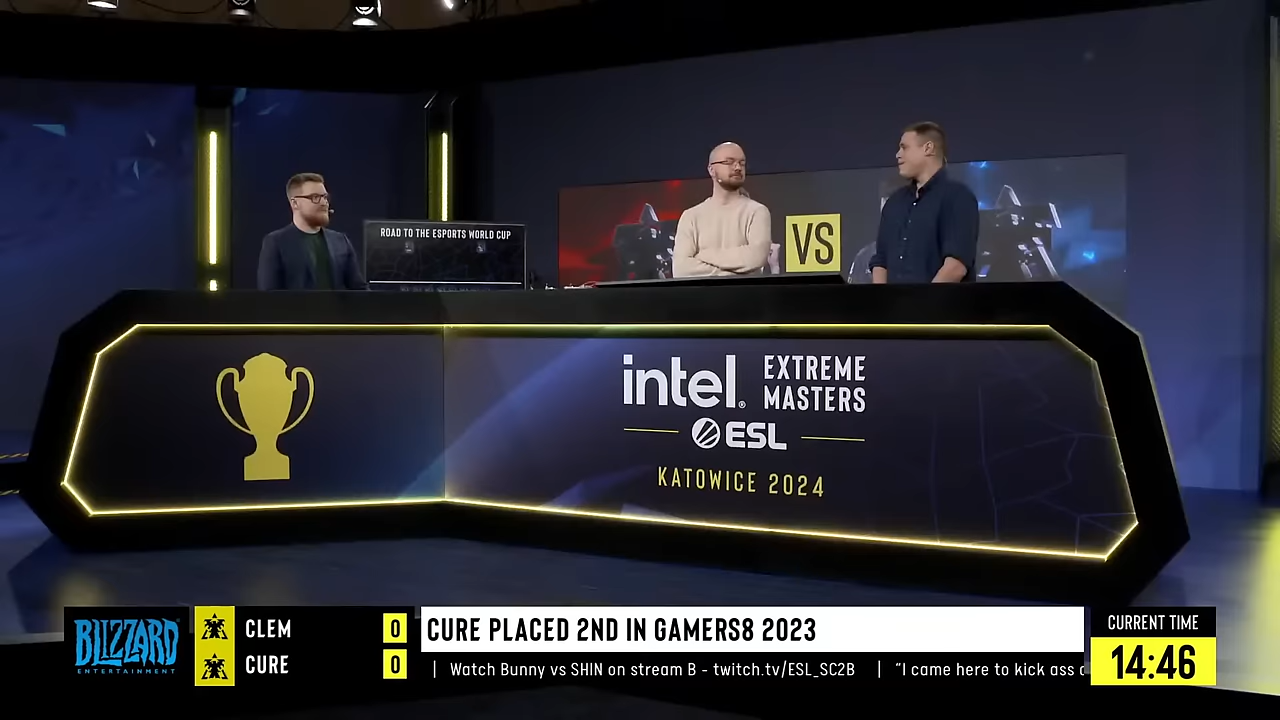 ROAD TO THE ESPORTS WORLD CUP
VS
intel.
EXTREME
MASTERS
ESL
KATOWICE 2024
BLIZZARD
ENTERTAINMENT
CLEM 0
CURE 0
CURE PLACED 2ND IN GAMERS8 2023
| Watch Bunny vs SHIN on stream B - twitch.tv/ESL_SC2B | "I came here to kick ass
CURRENT TIME
14:46